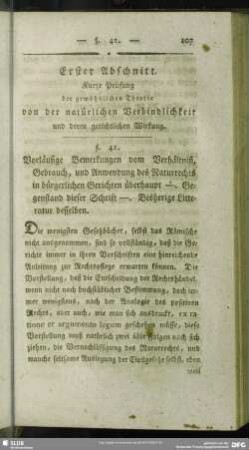 — §. 41. — 207
Erster Abschnitt.
Kurze Prüfung
der gewöhnlichen Theorie
von der natürlichen Verbindlichkeit
und deren gerichtlichen Wirkung.
§. 41.
Vorläufige Bemerkungen vom Verhältniß,
Gebrauch, und Anwendung des Naturrechts
in bürgerlichen Gerichten überhaupt —. Ge-
genstand dieser Schrift —. Bisherige Litte-
ratur desselben.
Die wenigsten Gesetzbücher, selbst das Römische
nicht ausgenommen, sind so vollständig, daß die Ge-
richte immer in ihren Vorschriften eine hinreichende
Anleitung zur Rechtspflege erwarten können. Die
Vorstellung, daß die Entscheidung der Rechtshändel,
wenn nicht nach buchstäblicher Bestimmung, doch im-
mer wenigstens, nach der Analogie des positiven
Rechts, oder auch, wie man sich ausdruckt, ex ra-
tione et argumento legum geschehen müsse, diese
Vorstellung muß natürlich zwei üble Folgen nach sich
ziehen, die Vernachlässigung des Naturrechts, und
manche seltsame Auslegung der Civilgesetze selbst, eben
weil
SLUB